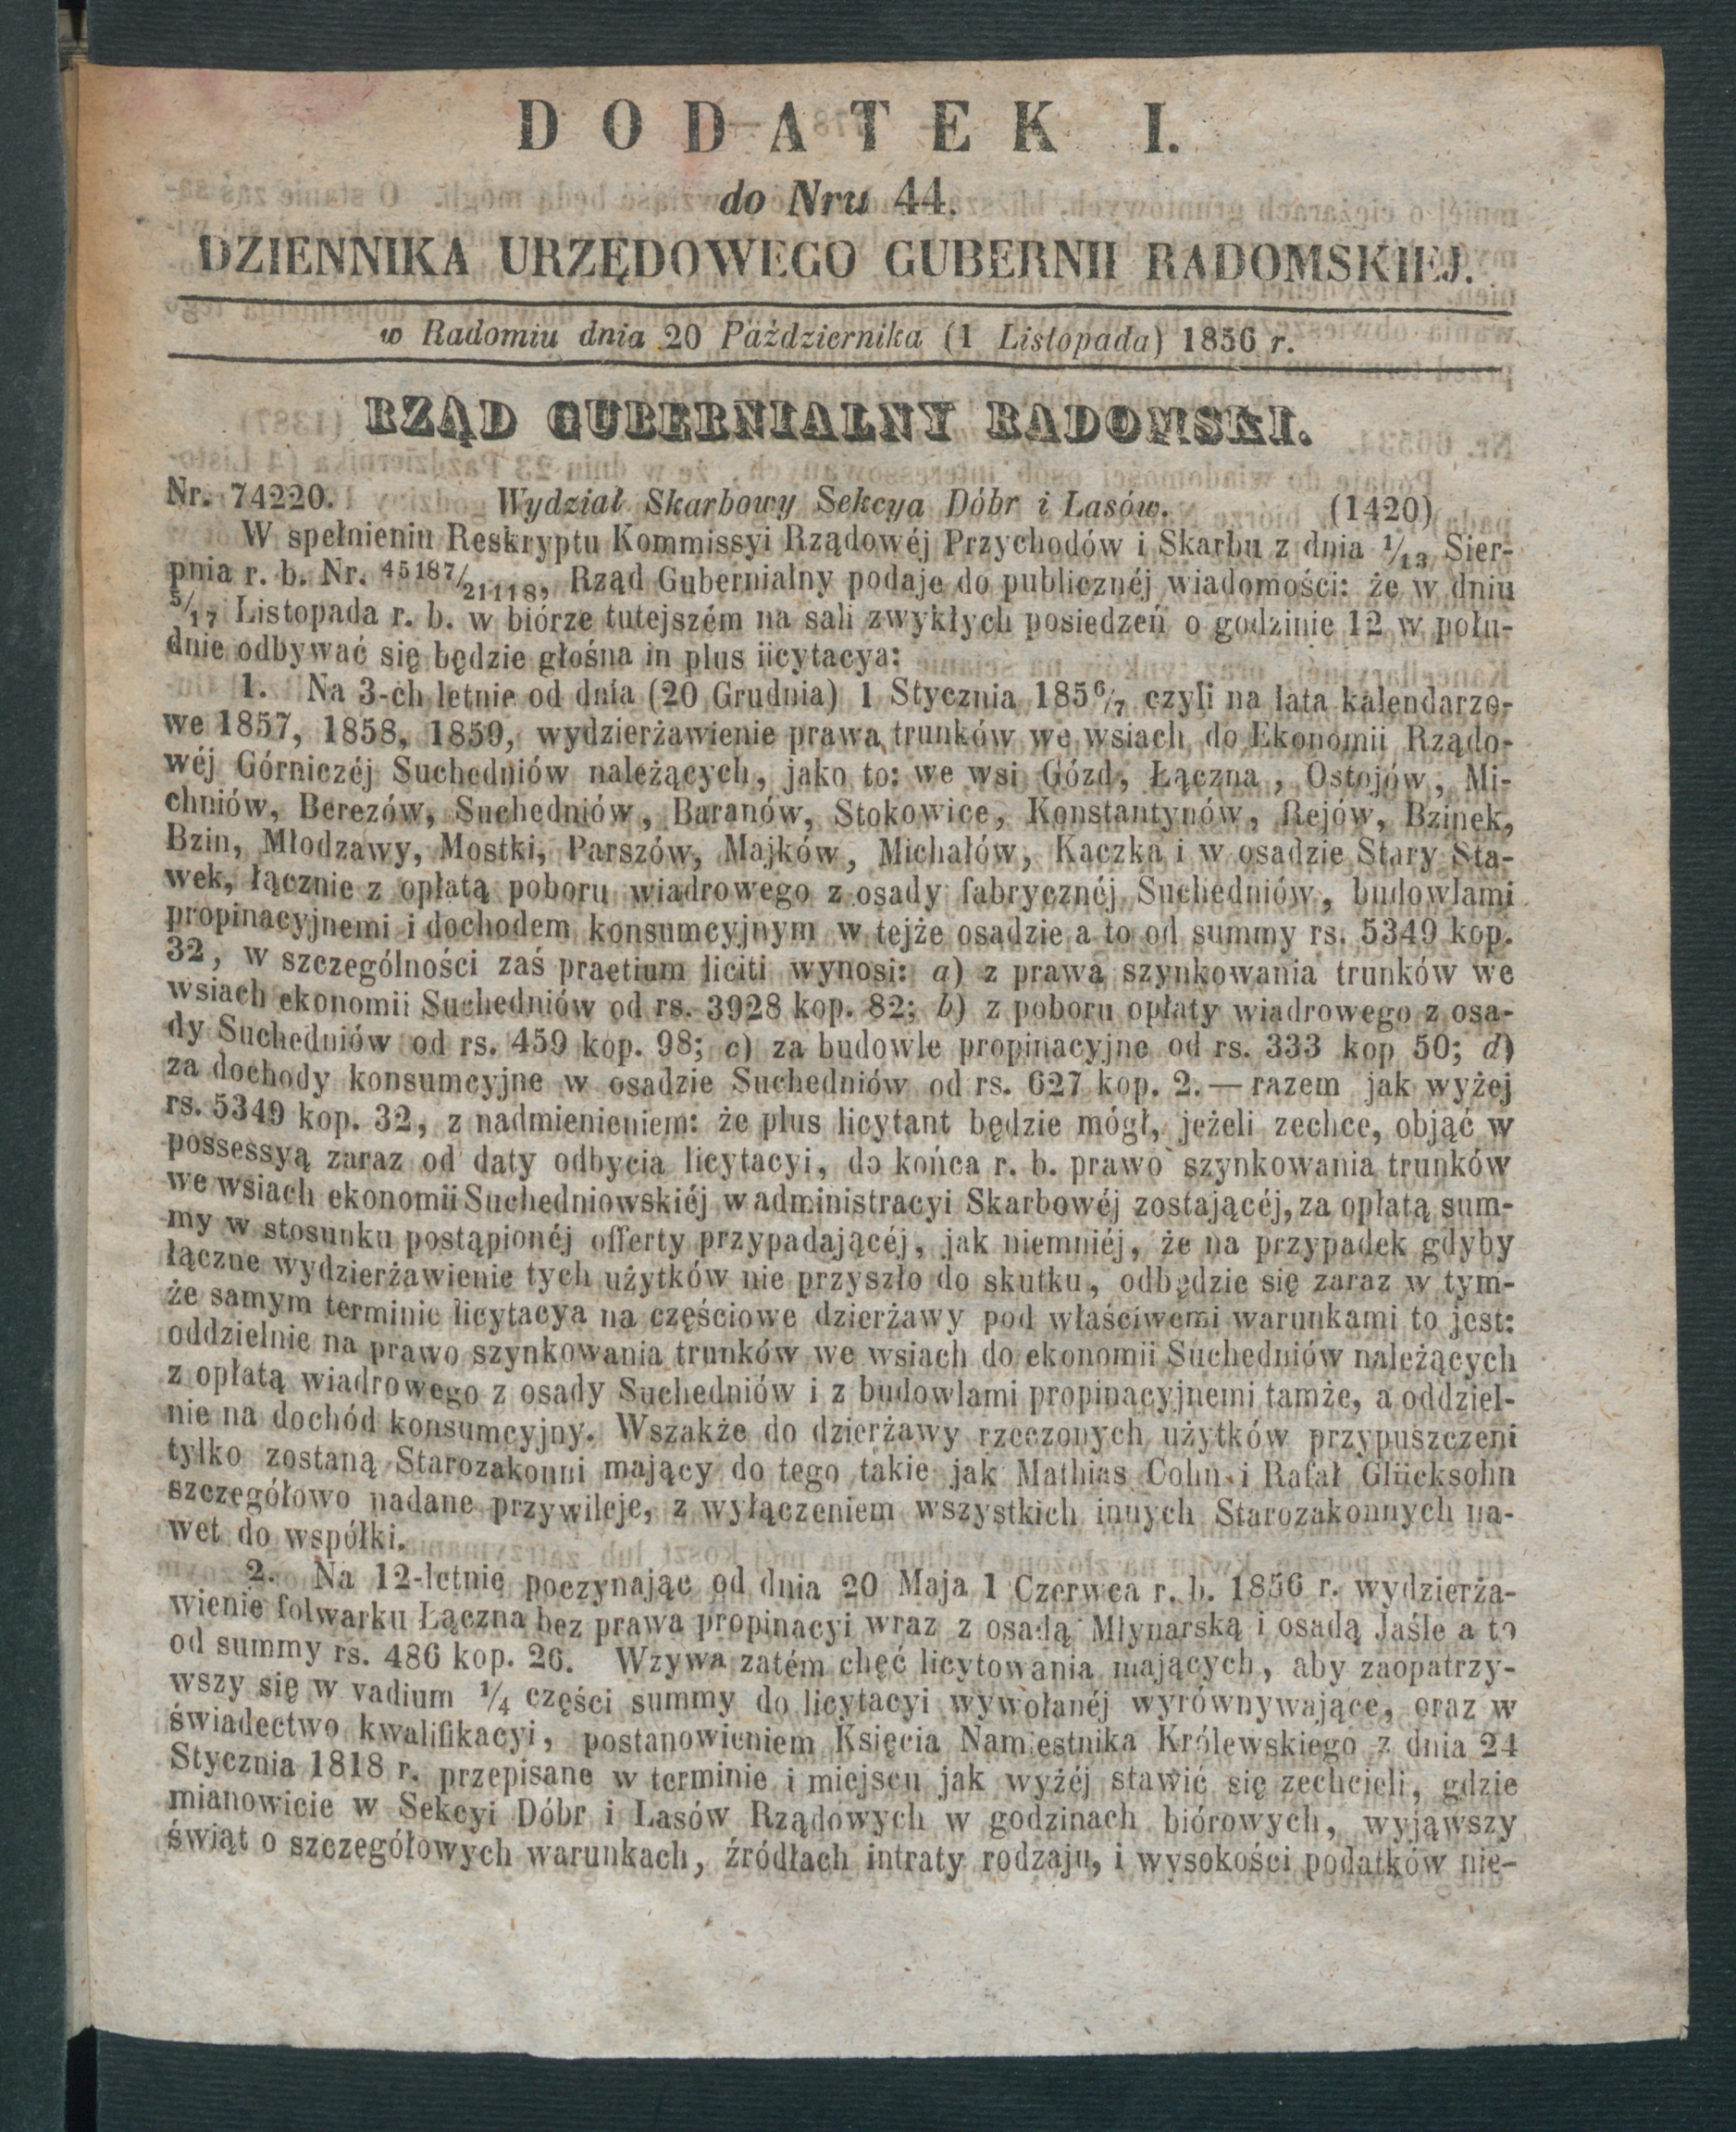 DODATEK I.
do Nru 44.
DZIENNIKA URZĘDOWEGO GUBERNII RADOMSKIEJ.
w Radomiu dnia 20 Października (1 Listopada) 1856 r.
RZĄD GUBERNIALNY RADOMSKI.
Nr. 74220. Wydział Skarbowy Sekcya Dóbr i Lasów. (1420)
W spełnieniu Reskryptu Kommissyi Rządowéj Przychodów i Skarbu z dnia 1/13 Sier-
pnia r. b. Nr. 45187/21118, Rząd Gubernialny podaje do publicznéj wiadomości: że w dniu
5/17 Listopada r. b. w biórze tutejszém na sali zwykłych posiedzeń o godzinie 12 w połu-
dnie odbywać się będzie głośna in plus iicytacya:
1. Na 3-ch letnie od dnia (20 Grudnia) 1 Stycznia 1856/7 czyli na lata kalendarzo-
we 1857, 1858, 1859, wydzierżawienie prawa trunków we wsiach do Ekonomii Rządo-
wéj Górniczéj Suchedniów należących, jako to: we wsi Gózd, Łączna, Ostojów, Mi-
chniów, Berezów, Suchedniów, Baranów, Stokowice, Konstantynów, Rejów, Bzinek,
Bzin, Młodzawy, Mostki, Parszów, Majków, Michałów, Kaczka i w osadzie Stary Sta-
wek, łącznie z opłatą poboru wiadrowego z osady fabrycznéj Suchedniów, budowlami
propinacyjnemi i dochodem konsumcyjnym w tejże osadzie a to od summy rs. 5349 kop.
32, w szczególności zaś praetium liciti wynosi: a) z prawa szynkowania trunków we
wsiach ekonomii Suchedniów od rs. 3928 kop. 82; b) z poboru opłaty wiadrowego z osa-
dy Suchedniów od rs. 459 kop. 98; c) za budowle propinacyjne od rs. 333 kop 50; d)
za dochody konsumcyjne w osadzie Suchedniów od rs. 627 kop. 2.— razem jak wyżej
rs. 5349 kop. 32, z nadmienieniem: że plus licytant będzie mógł, jeżeli zechce, objąć w
possessyą zaraz od daty odbycia licytacyi, do końca r. b. prawo szynkowania trunków
we wsiach ekonomii Suchedniowskiéj w administracyi Skarbowéj zostającéj, za opłatą sum-
my w stosunku postąpionéj offerty przypadającéj, jak niemniéj, że na przypadek gdyby
łączne wydzierżawienie tych użytków nie przyszło do skutku, odbędzie się zaraz w tym-
że samym terminie licytacya na częściowe dzierżawy pod właściwemi warunkami to jest:
oddzielnie na prawo szynkowania trunków we wsiach do ekonomii Suchedniów należących
z opłatą wiadrowego z osady Suchedniów i z budowlami propinacyjnemi tamże, a oddziel-
nie na dochód konsumcyjny. Wszakże do dzierżawy rzeczonych użytków przypuszczeni
tylko zostaną Starozakonni mający do tego takie jak Mathias Cohn i Rafał Glücksohn
szczegółowo nadane przywileje, z wyłączeniem wszystkich innych Starozakonnych na-
wet do współki.
2. Na 12-letnie poczynając od dnia 20 Maja 1 Czerwca r. b. 1856 r. wydzierża-
wienie folwarku Łączna bez prawa propinacyi wraz z osadą Młynarską i osadą Jaśle a to
od summy rs. 486 kop. 26. Wzywa zatém chęć licytowania mających, aby zaopatrzy-
wszy się w vadium 1/4 części summy do licytacyi wywołanéj wyrównywające, oraz w
świadectwo kwalifikacyi, postanowieniem Księcia Namiestnika Królewskiego z dnia 24
Stycznia 1818 r. przepisane w terminie i miejscu jak wyżéj stawić się zechcieli, gdzie
mianowicie w Sekcyi Dóbr i Lasów Rządowych w godzinach biórowych, wyjąwszy
świąt o szczegółowych warunkach, źródłach intraty rodzaju, i wysokości podatków nie-